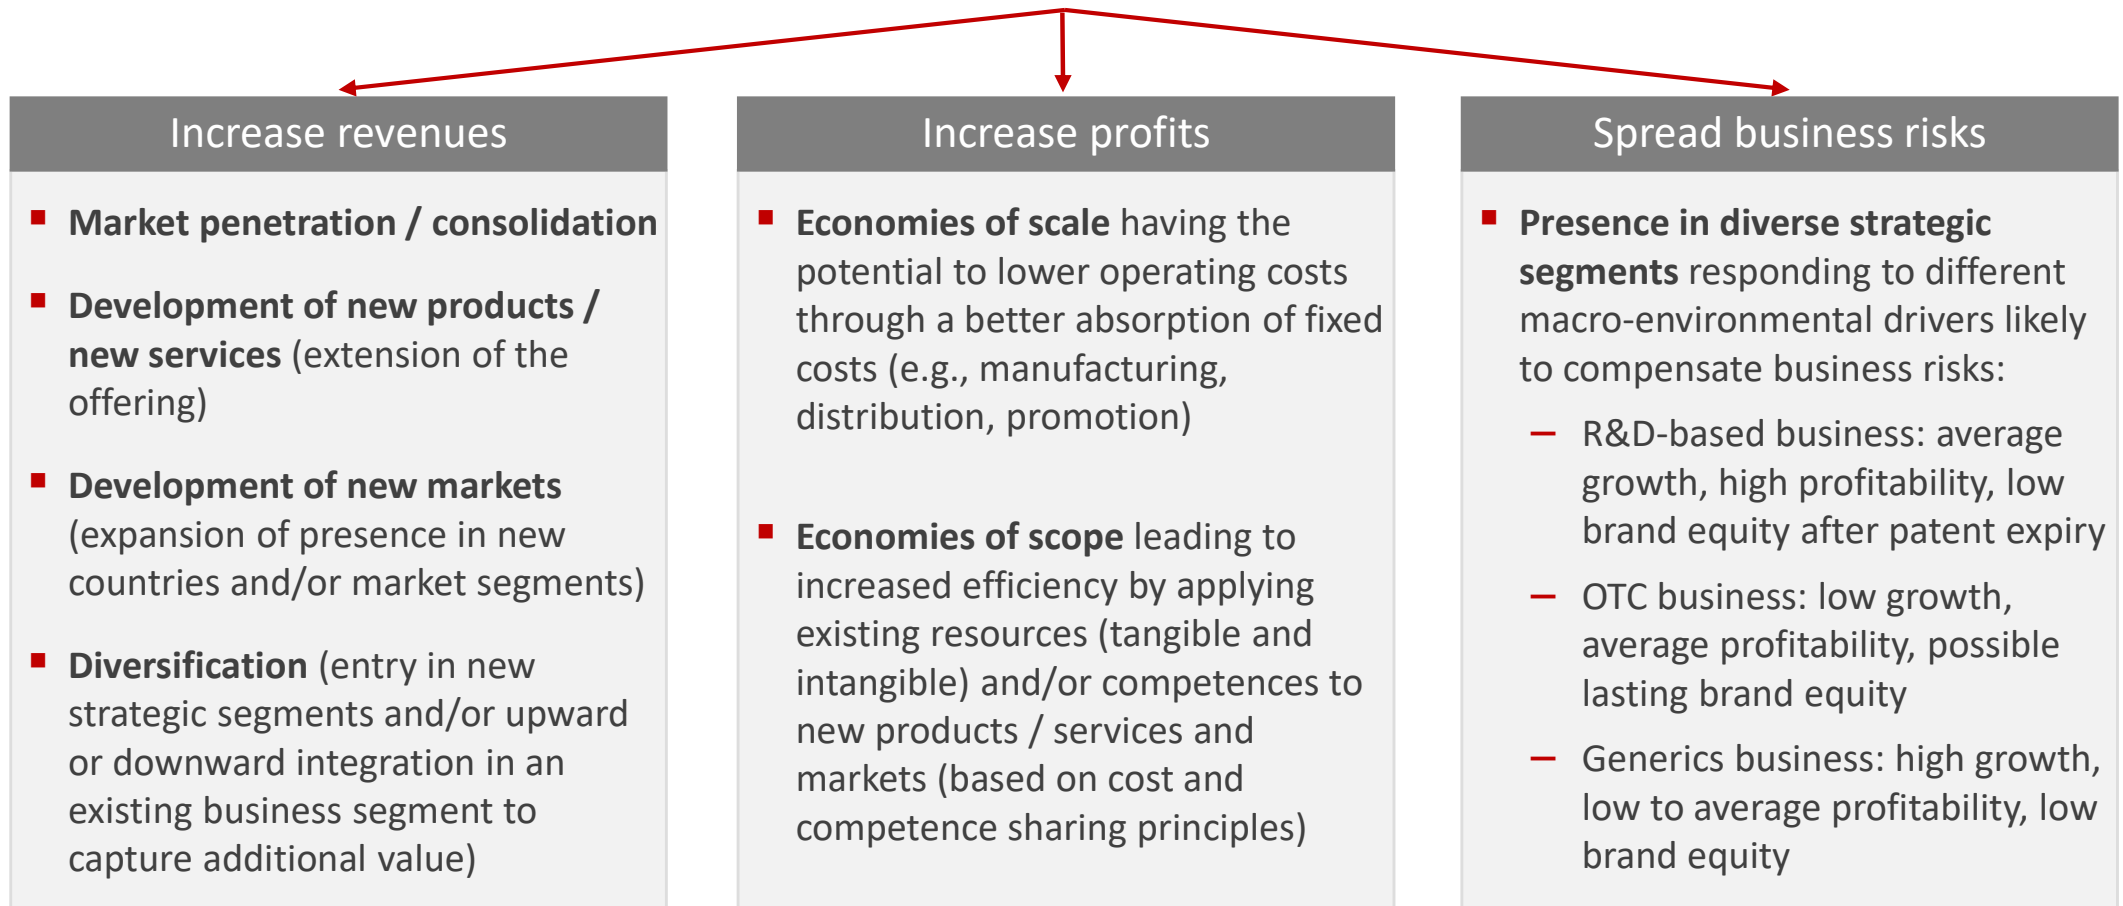 Increase revenues
▪ Market penetration / consolidation
▪ Development of new products /
new services (extension of the
offering)
▪ Development of new markets
(expansion of presence in new
countries and/or market segments)
▪ Diversification (entry in new
strategic segments and/or upward
or downward integration in an
existing business segment to
capture additional value)
Increase profits
▪ Economies of scale having the
potential to lower operating costs
through a better absorption of fixed
costs (e.g., manufacturing,
distribution, promotion)
▪ Economies of scope leading to
increased efficiency by applying
existing resources (tangible and
intangible) and/or competences to
new products / services and
markets (based on cost and
competence sharing principles)
Spread business risks
▪ Presence in diverse strategic
segments responding to different
macro-environmental drivers likely
to compensate business risks:
– R&D-based business: average
growth, high profitability, low
brand equity after patent expiry
– OTC business: low growth,
average profitability, possible
lasting brand equity
– Generics business: high growth,
low to average profitability, low
brand equity